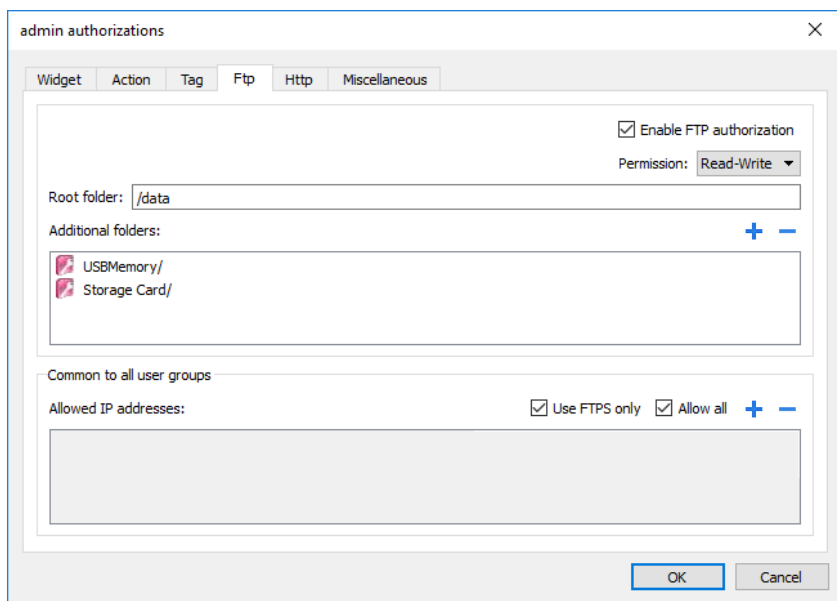 admin authorizations
Widget Action Tag Ftp Http Miscellaneous
Enable FTP authorization
Permission: Read-Write
Root folder: /data
Additional folders:
USBMemory/
Storage Card/
Common to all user groups
Allowed IP addresses: Use FTPS only Allow all
OK Cancel